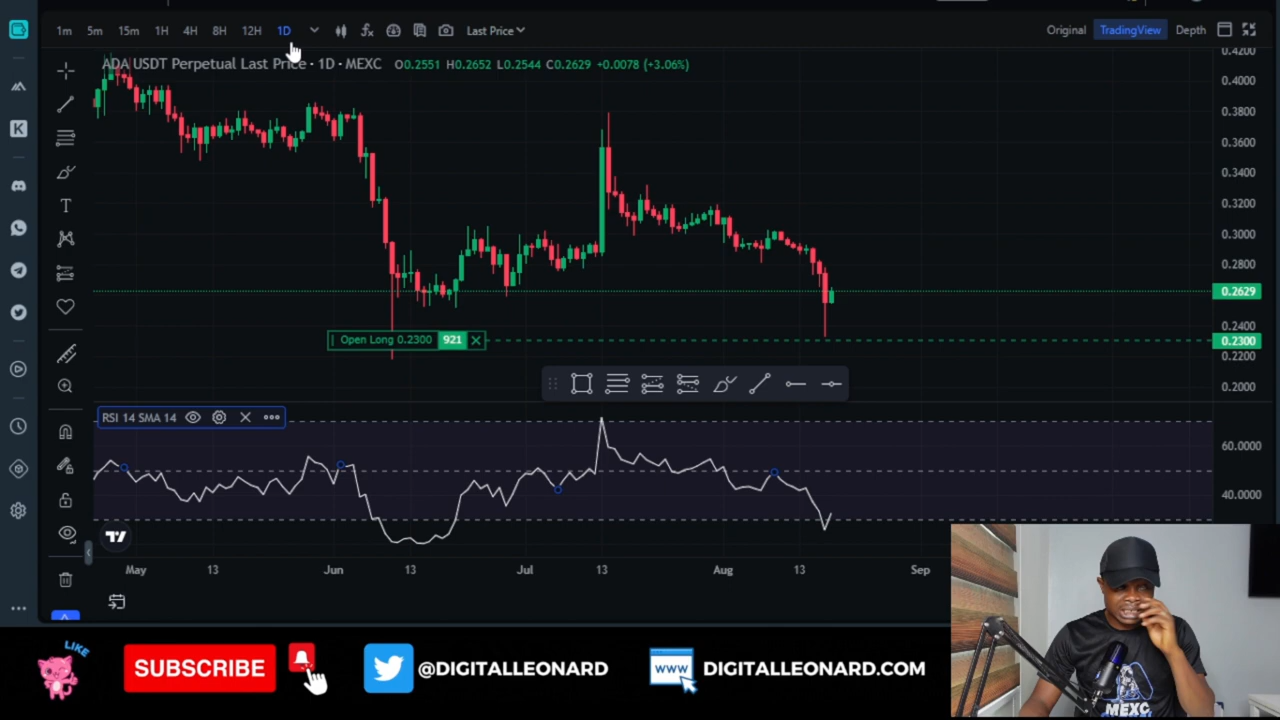 1m 5m 15m 1H 4H 8H 12H 1D Last Price Original TradingView Depth
ADA USDT Perpetual Last Price · 1D · MEXC O0.2551 H0.2652 L0.2544 C0.2629 +0.0078 (+3.06%)
0.4200
0.4000
0.3800
0.3600
0.3400
0.3200
0.3000
0.2800
0.2629
0.2400
Open Long 0.2300 921
0.2300
0.2200
0.2000
RSI 14 SMA 14
60.0000
40.0000
May 13 Jun 13 Jul 13 Aug 13 Sep
MEXC
LIKE
SUBSCRIBE
@DIGITALLEONARD
WWW
DIGITALLEONARD.COM